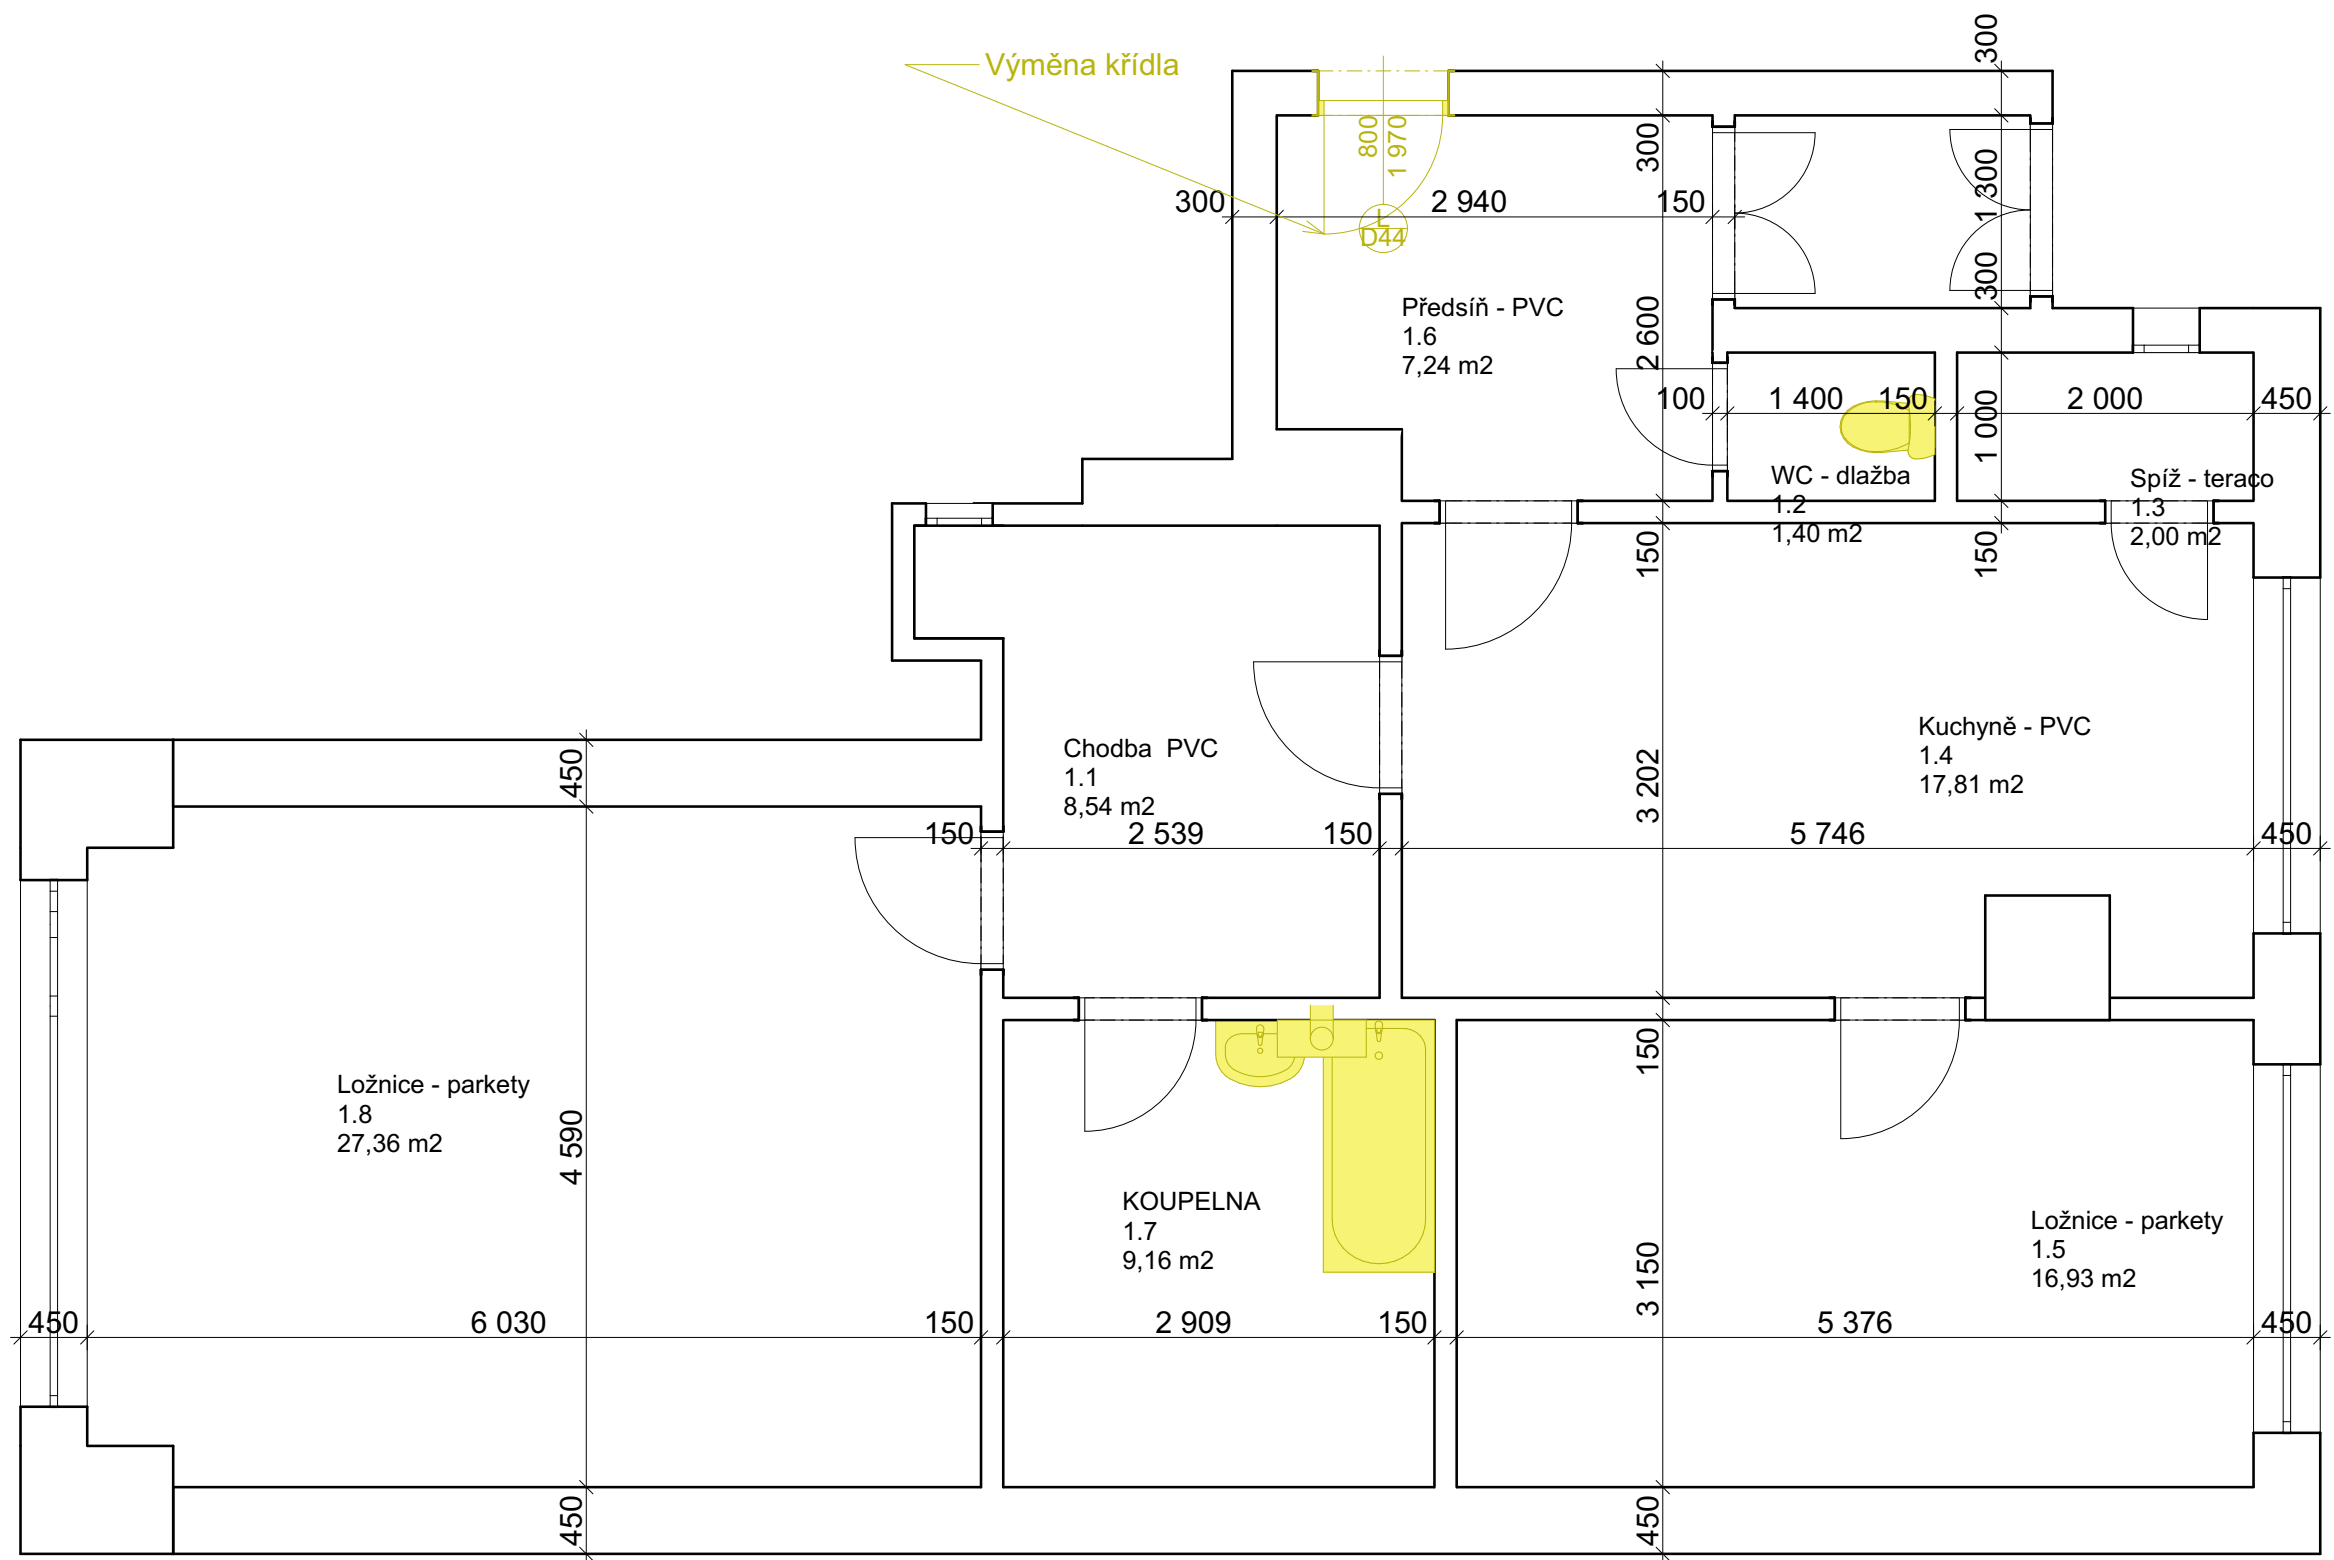 Výměna křídla
300
800
1 970
300
1 300
300
2 940
150
L
D44
300
Předsíň - PVC
1.6
7,24 m2
2 600
100
1 400
150
1 000
2 000
450
WC - dlažba
1.2
1,40 m2
Spíž - teraco
1.3
2,00 m2
150
150
Chodba  PVC
1.1
8,54 m2
Kuchyně - PVC
1.4
17,81 m2
450
3 202
150
2 539
150
5 746
450
Ložnice - parkety
1.8
27,36 m2
4 590
150
KOUPELNA
1.7
9,16 m2
Ložnice - parkety
1.5
16,93 m2
3 150
450
6 030
150
2 909
150
5 376
450
450
450